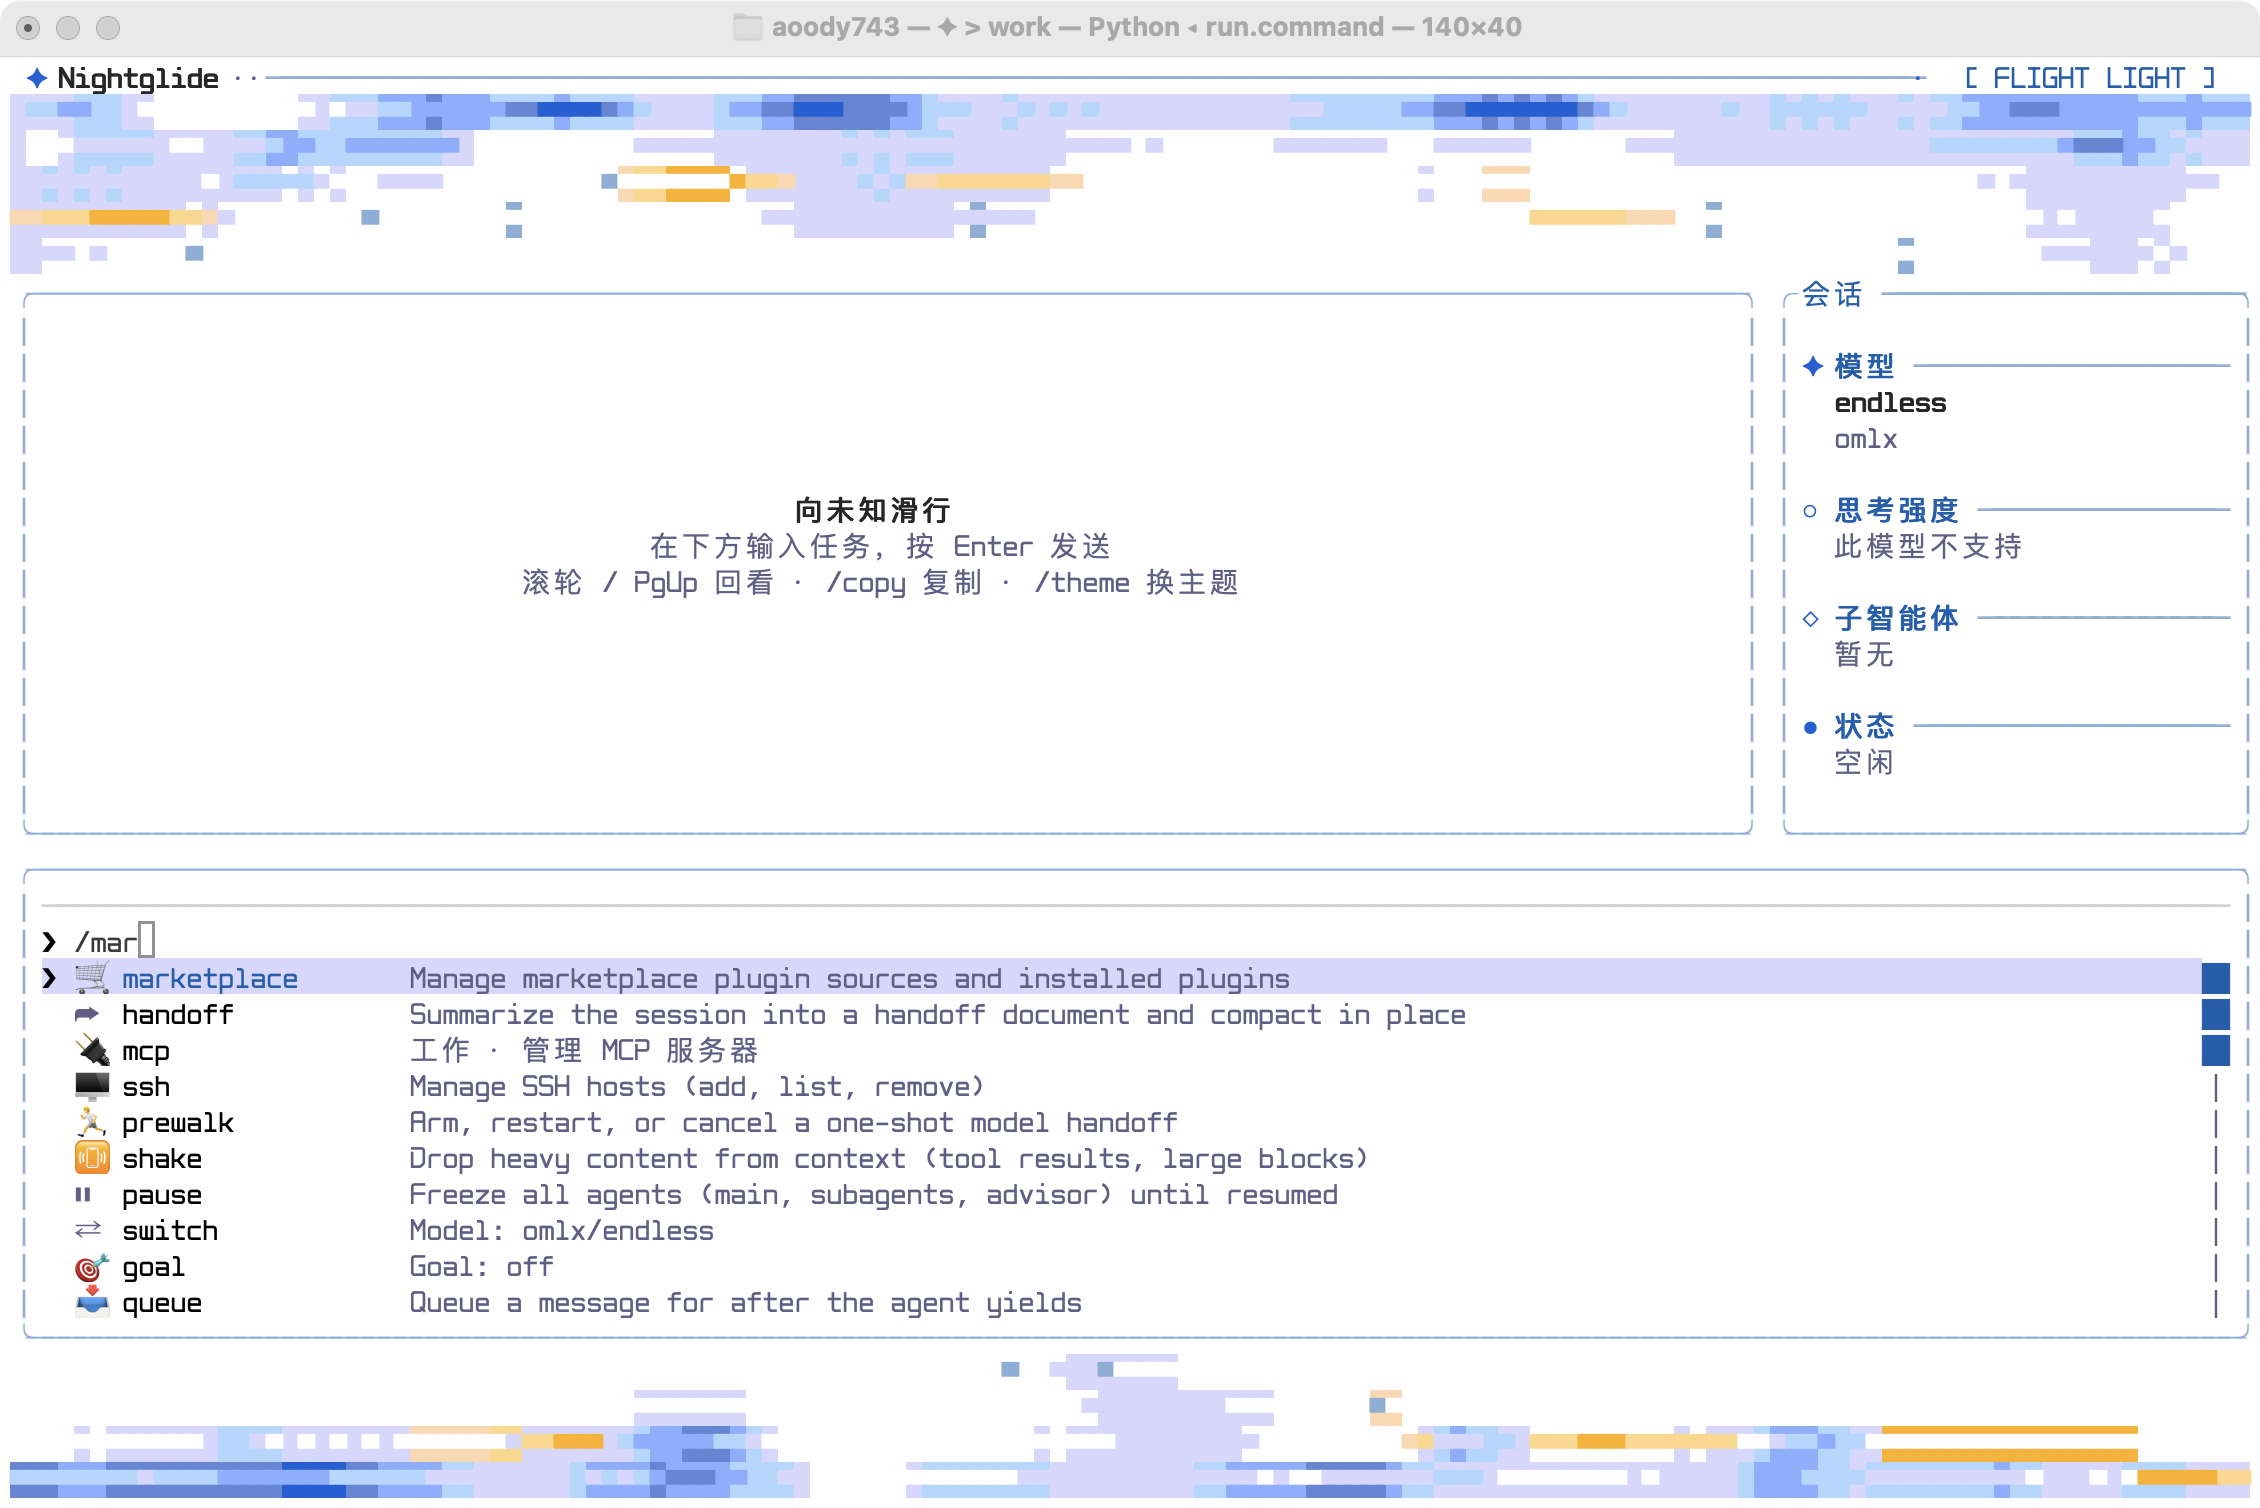 aoody743 — ✦ > work — Python ◂ run.command — 140×40
✦ Nightglide ·· [ FLIGHT LIGHT ]
会话
✦ 模型
endless
omlx
○ 思考强度
此模型不支持
◇ 子智能体
暂无
● 状态
空闲
向未知滑行
在下方输入任务, 按 Enter 发送
滚轮 / PgUp 回看 · /copy 复制 · /theme 换主题
❯ /mar
❯ marketplace Manage marketplace plugin sources and installed plugins
handoff Summarize the session into a handoff document and compact in place
mcp 工作 · 管理 MCP 服务器
ssh Manage SSH hosts (add, list, remove)
prewalk Arm, restart, or cancel a one-shot model handoff
shake Drop heavy content from context (tool results, large blocks)
pause Freeze all agents (main, subagents, advisor) until resumed
switch Model: omlx/endless
goal Goal: off
queue Queue a message for after the agent yields